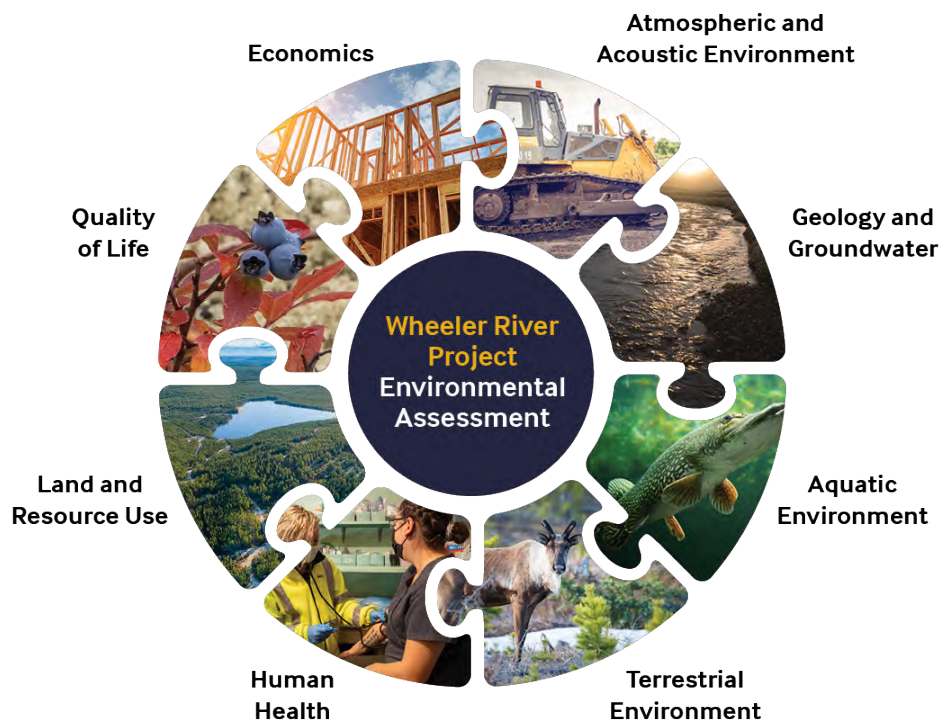 Economics
Atmospheric and
Acoustic Environment
Quality
of Life
Geology and
Groundwater
Wheeler River
Project
Environmental
Assessment
Land and
Resource Use
Aquatic
Environment
Human
Health
Terrestrial
Environment